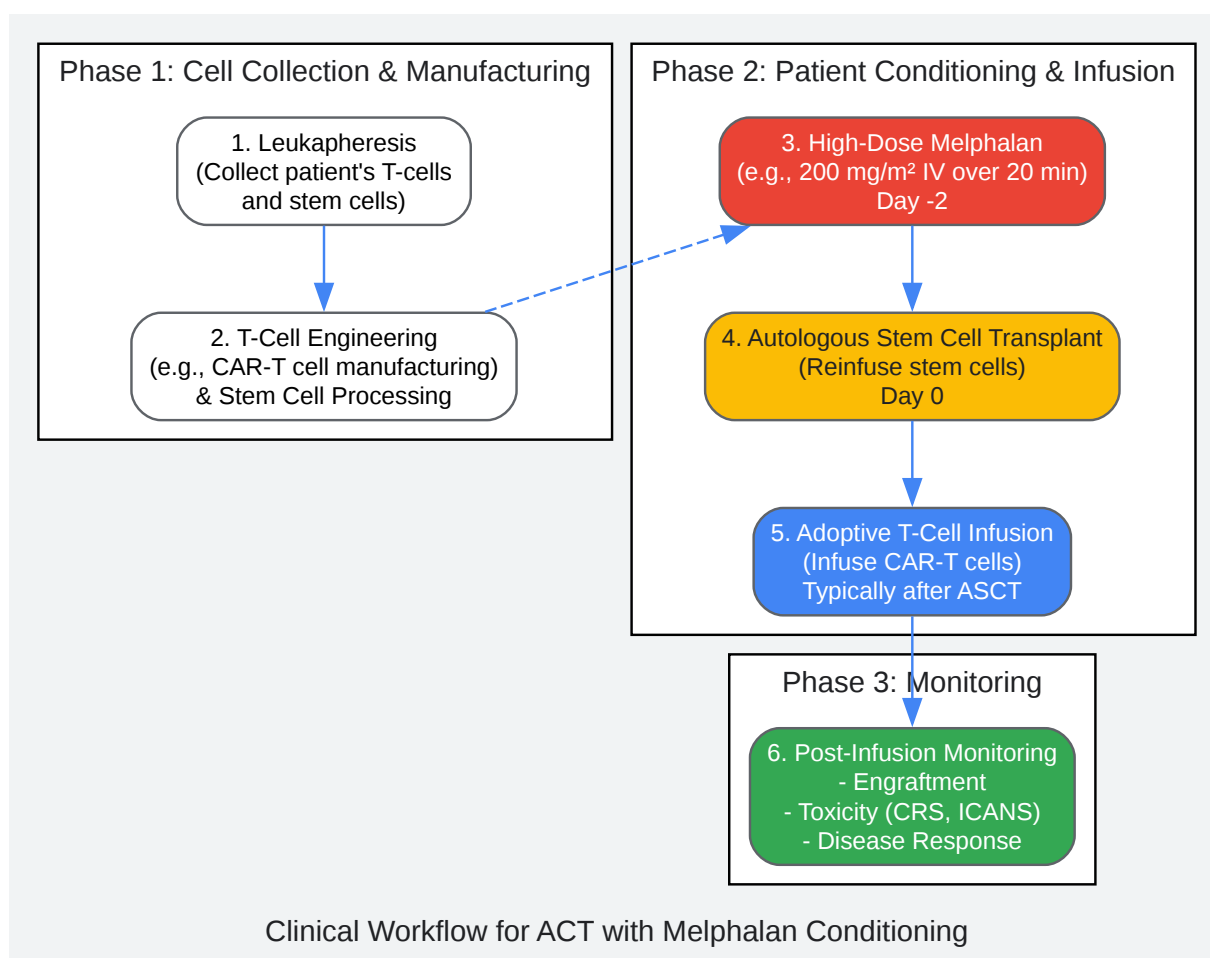 Phase 1: Cell Collection & Manufacturing
1. Leukapheresis
(Collect patient's T-cells
and stem cells)
2. T-Cell Engineering
(e.g., CAR-T cell manufacturing)
& Stem Cell Processing
Phase 2: Patient Conditioning & Infusion
3. High-Dose Melphalan
(e.g., 200 mg/m² IV over 20 min)
Day -2
4. Autologous Stem Cell Transplant
(Reinfuse stem cells)
Day 0
5. Adoptive T-Cell Infusion
(Infuse CAR-T cells)
Typically after ASCT
Phase 3: Monitoring
6. Post-Infusion Monitoring
- Engraftment
- Toxicity (CRS, ICANS)
- Disease Response
Clinical Workflow for ACT with Melphalan Conditioning